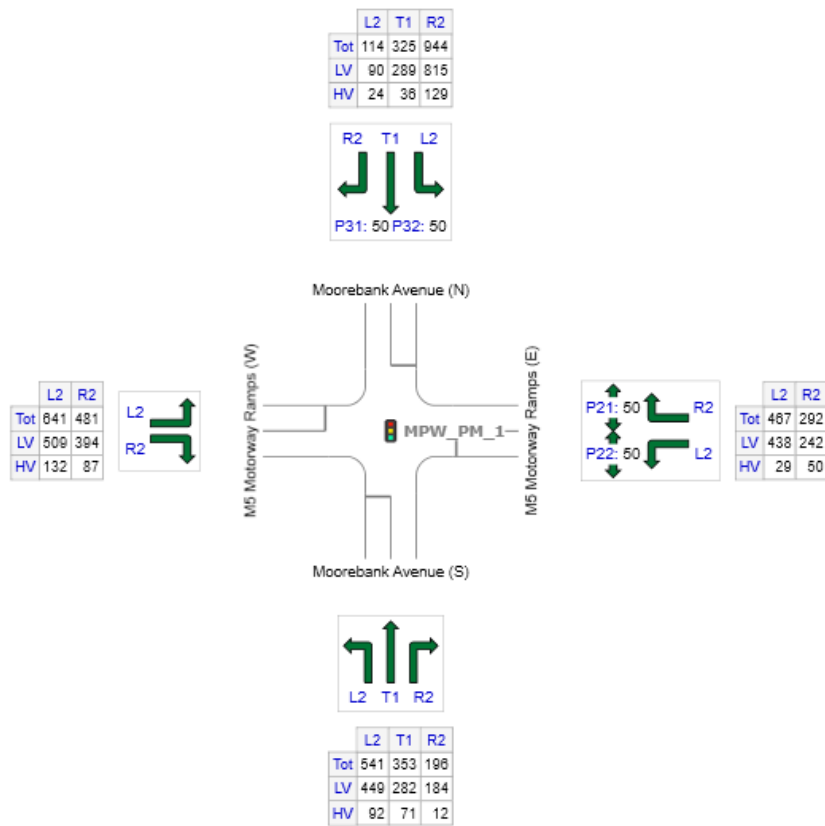 L2 T1 R2
Tot 114 325 944
LV 90 289 815
HV 24 36 129
R2 T1 L2
P31: 50 P32: 50
Moorebank Avenue (N)
M5 Motorway Ramps (W)
M5 Motorway Ramps (E)
MPW_PM_1
L2 R2
Tot 641 481
LV 509 394
HV 132 87
L2
R2
P21: 50 R2
P22: 50 L2
L2 R2
Tot 467 292
LV 438 242
HV 29 50
Moorebank Avenue (S)
L2 T1 R2
L2 T1 R2
Tot 541 353 196
LV 449 282 184
HV 92 71 12